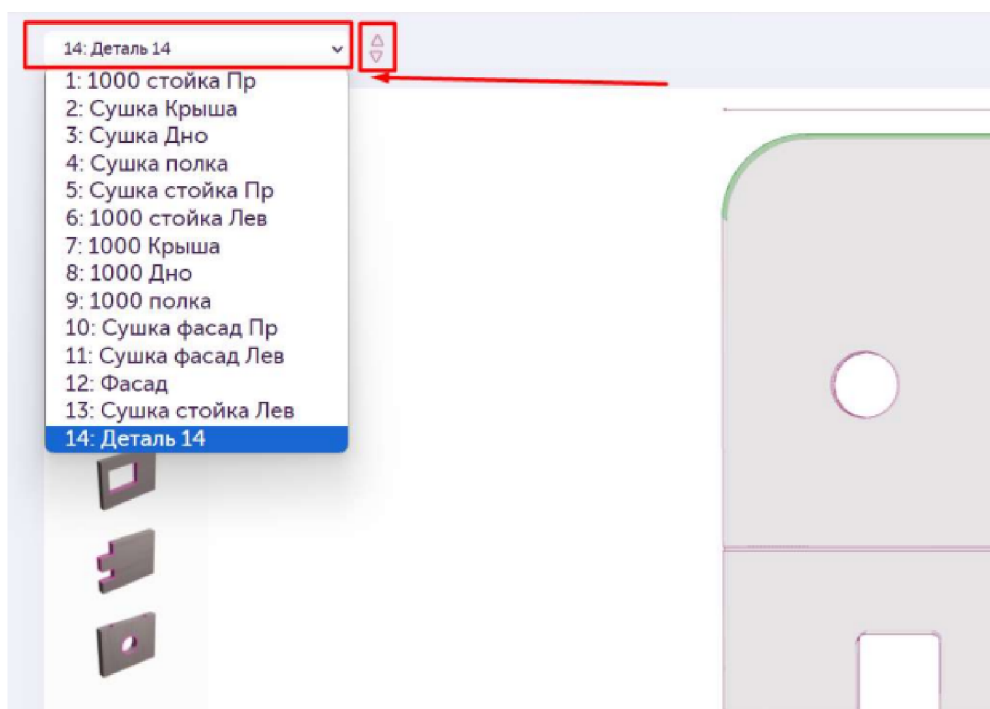 14: Деталь 14
1: 1000 стойка Пр
2: Сушка Крыша
3: Сушка Дно
4: Сушка полка
5: Сушка стойка Пр
6: 1000 стойка Лев
7: 1000 Крыша
8: 1000 Дно
9: 1000 полка
10: Сушка фасад Пр
11: Сушка фасад Лев
12: Фасад
13: Сушка стойка Лев
14: Деталь 14